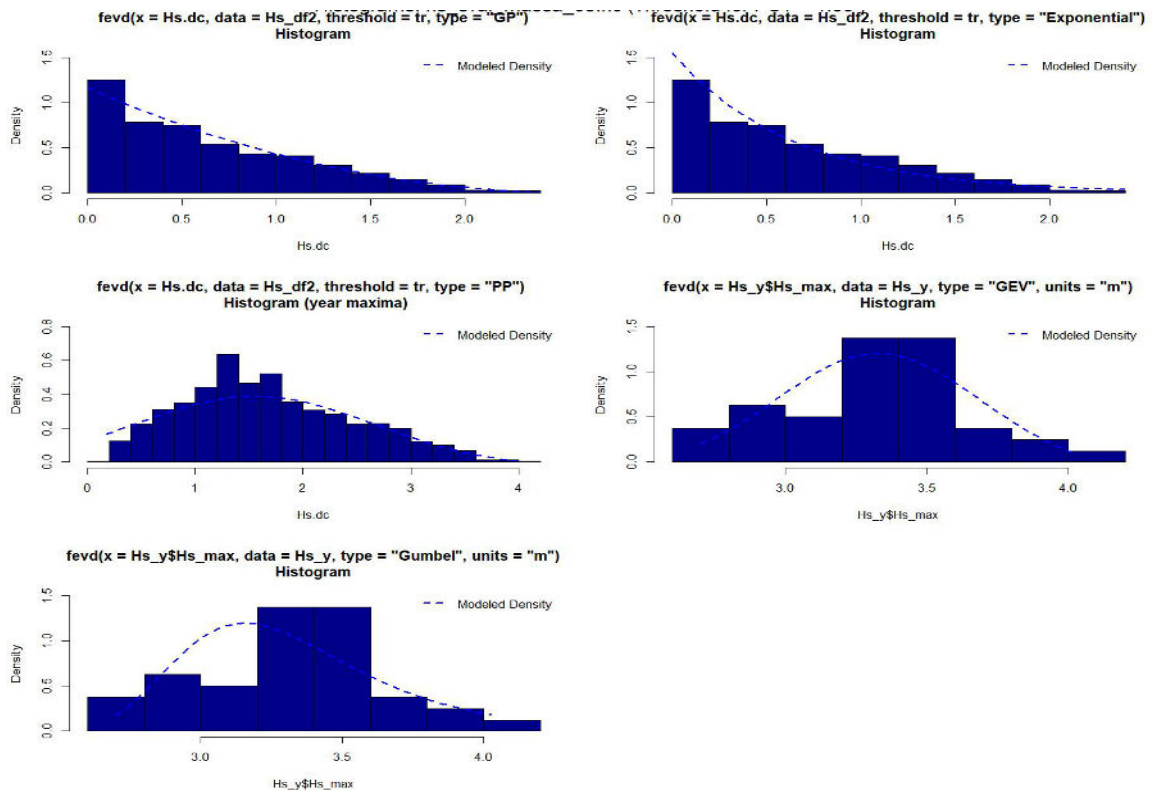 fevd(x = Hs.dc, data = Hs_df2, threshold = tr, type = "GP")
Histogram
Modeled Density
Density
0.0 0.5 1.0 1.5
0.0 0.5 1.0 1.5 2.0
Hs.dc
fevd(x = Hs.dc, data = Hs_df2, threshold = tr, type = "Exponential")
Histogram
Modeled Density
Density
0.0 0.5 1.0 1.5
0.0 0.5 1.0 1.5 2.0
Hs.dc
fevd(x = Hs.dc, data = Hs_df2, threshold = tr, type = "PP")
Histogram (year maxima)
Modeled Density
Density
0.0 0.2 0.4 0.6 0.8
0 1 2 3 4
Hs.dc
fevd(x = Hs_y$Hs_max, data = Hs_y, type = "GEV", units = "m")
Histogram
Modeled Density
Density
0.0 0.5 1.0 1.5
3.0 3.5 4.0
Hs_y$Hs_max
fevd(x = Hs_y$Hs_max, data = Hs_y, type = "Gumbel", units = "m")
Histogram
Modeled Density
Density
0.0 0.5 1.0 1.5
3.0 3.5 4.0
Hs_y$Hs_max